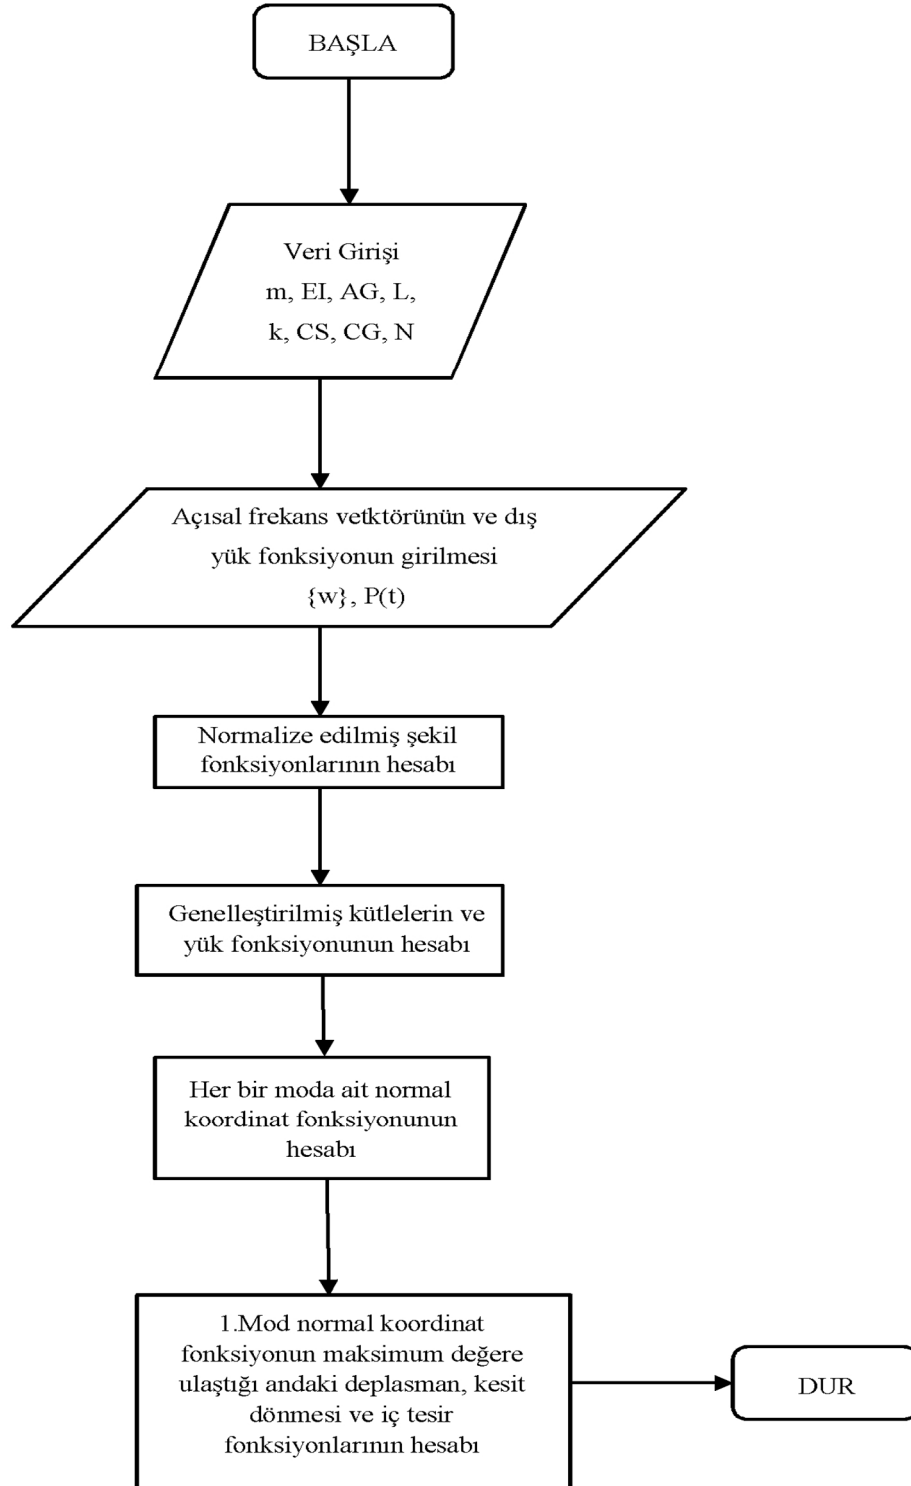 BAŞLA
Veri Girişi
m, EI, AG, L,
k, CS, CG, N
Açısal frekans vetktörünün ve dış
yük fonksiyonun girilmesi
{w}, P(t)
Normalize edilmiş şekil
fonksiyonlarının hesabı
Genelleştirilmiş kütlelerin ve
yük fonksiyonunun hesabı
Her bir moda ait normal
koordinat fonksiyonunun
hesabı
1.Mod normal koordinat
fonksiyonun maksimum değere
ulaştığı andaki deplasman, kesit
dönmesi ve iç tesir
fonksiyonlarının hesabı
DUR